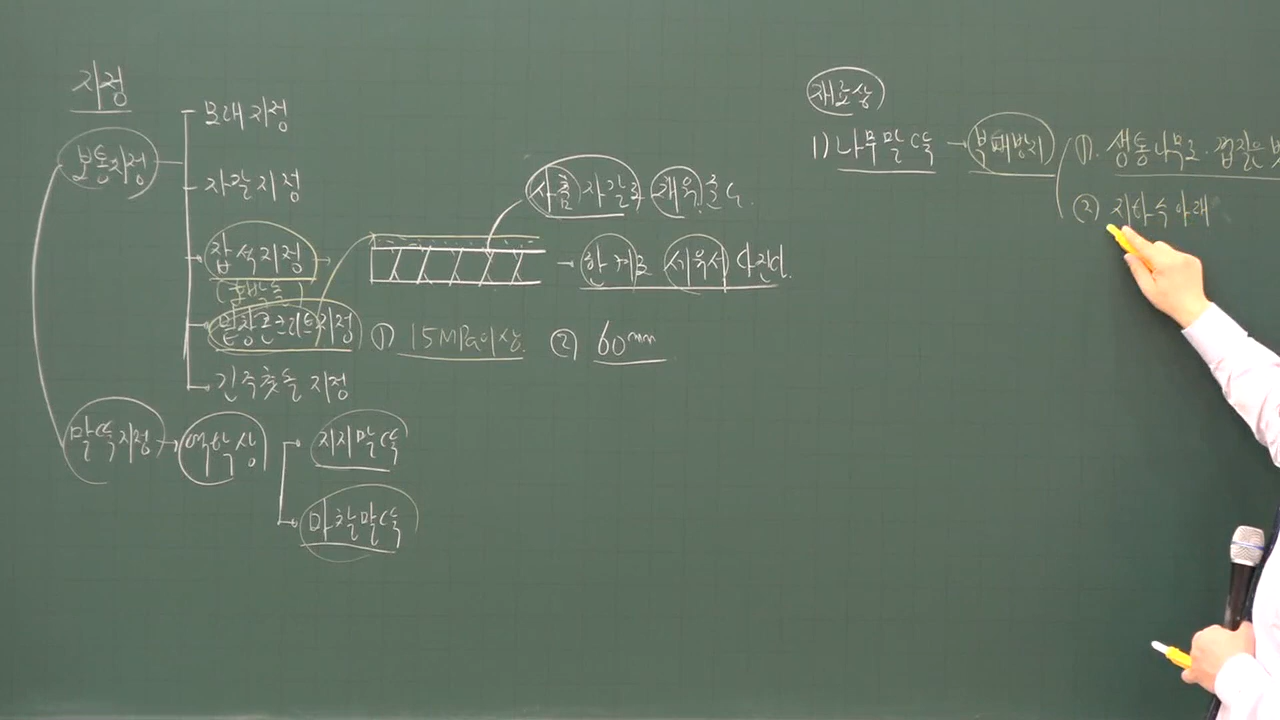 지정
보통지정
모래지정
자갈지정
잡석지정
밑창콘크리트지정 ① 15MPa이상 ② 60mm
긴주춧돌 지정
사춤자갈로 채운다.
한 켜로 세워서 다진다.
말뚝지정 → 역학상
지지말뚝
마찰말뚝
재료상
1) 나무말뚝 → 부패방지
①. 생통나무로. 껍질은 벗
② 지하수 아래